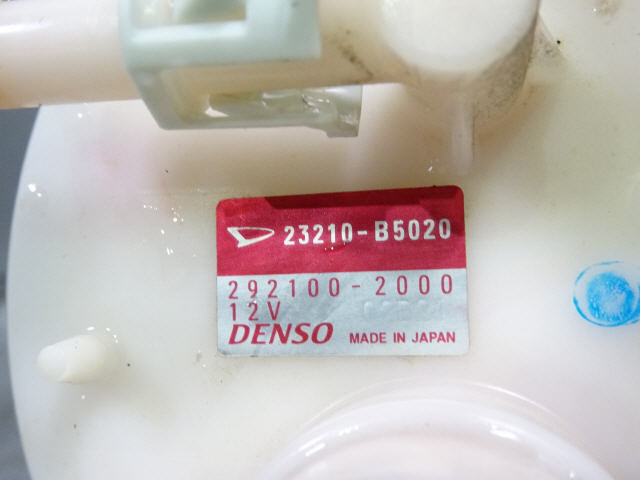 23210-B5020
292100-2000
12V
DENSO MADE IN JAPAN